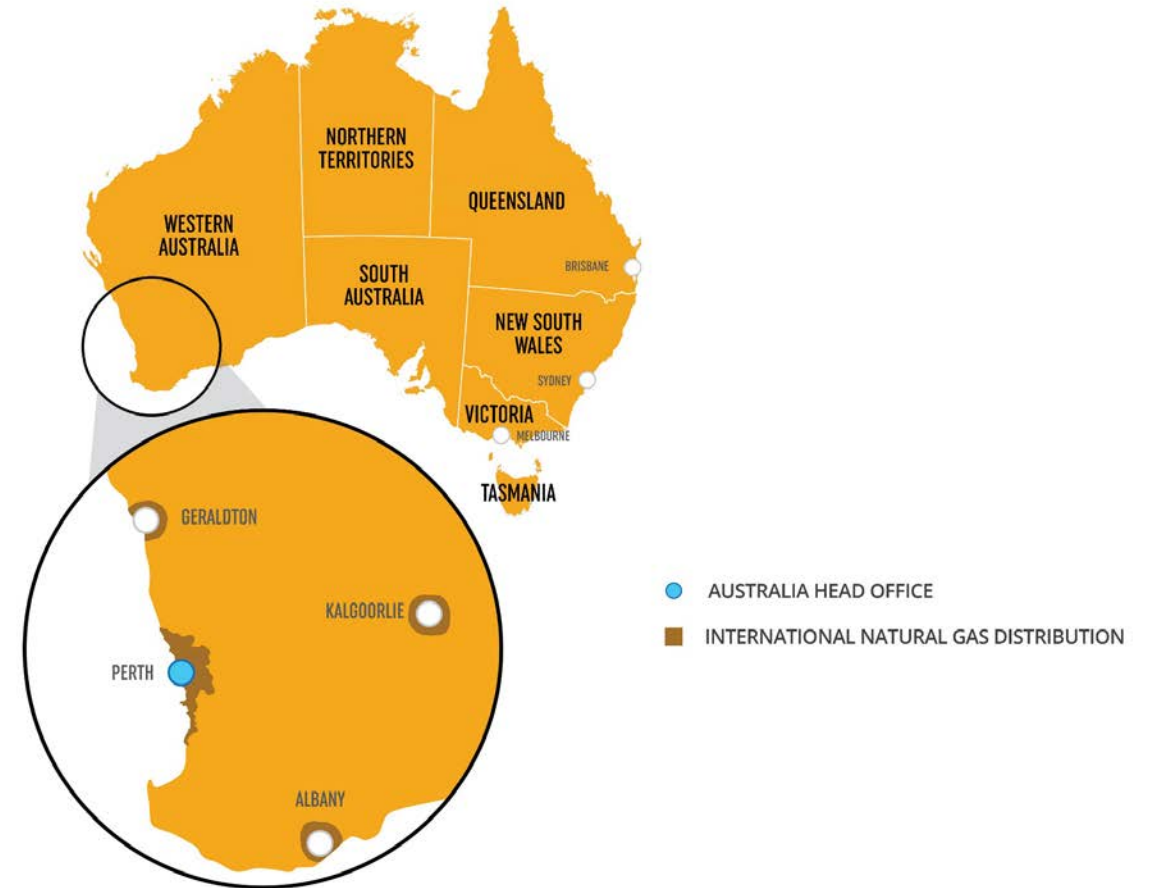 NORTHERN
TERRITORIES
QUEENSLAND
WESTERN
AUSTRALIA
SOUTH
AUSTRALIA
BRISBANE
NEW SOUTH
WALES
SYDNEY
VICTORIA
MELBOURNE
TASMANIA
GERALDTON
KALGOORLIE
PERTH
ALBANY
AUSTRALIA HEAD OFFICE
INTERNATIONAL NATURAL GAS DISTRIBUTION